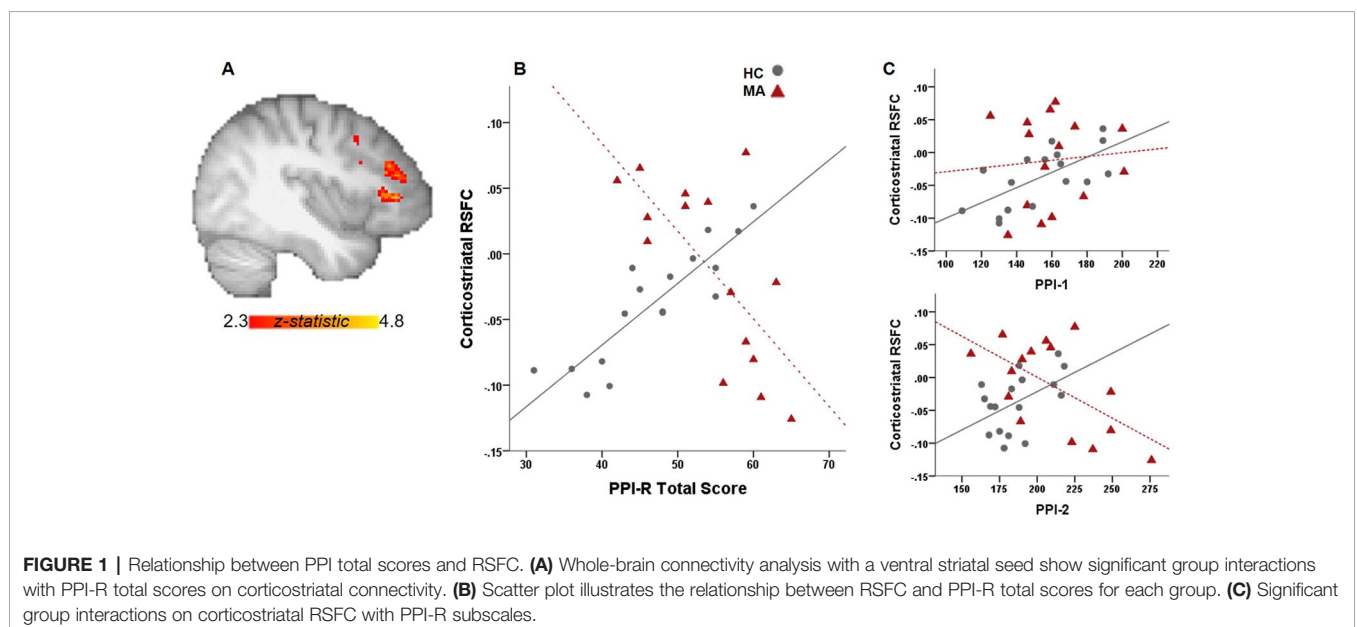 A
2.3 z-statistic 4.8
B
HC
MA
Corticostriatal RSFC
.10
.05
.00
-.05
-.10
-.15
30 40 50 60 70
PPI-R Total Score
C
Corticostriatal RSFC
.10
.05
.00
-.05
-.10
-.15
100 120 140 160 180 200 220
PPI-1
Corticostriatal RSFC
.10
.05
.00
-.05
-.10
-.15
150 175 200 225 250 275
PPI-2
FIGURE 1 | Relationship between PPI total scores and RSFC. (A) Whole-brain connectivity analysis with a ventral striatal seed show significant group interactions
with PPI-R total scores on corticostriatal connectivity. (B) Scatter plot illustrates the relationship between RSFC and PPI-R total scores for each group. (C) Significant
group interactions on corticostriatal RSFC with PPI-R subscales.